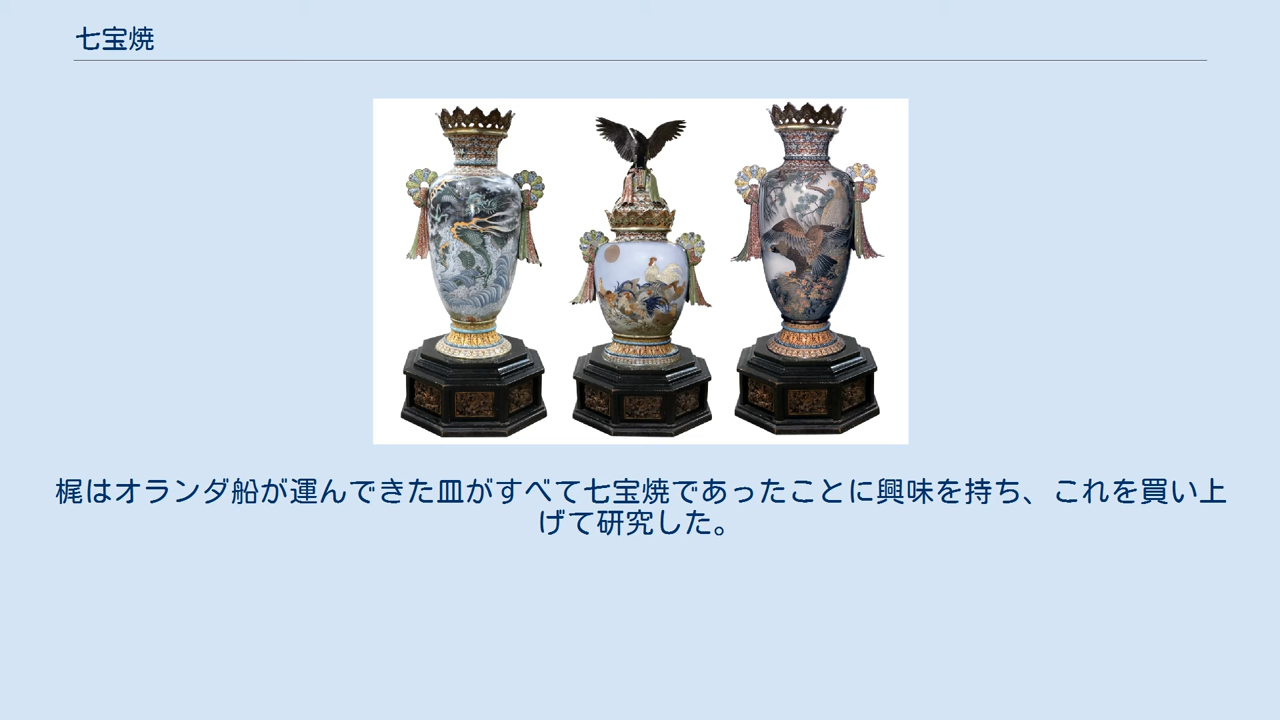 七宝焼
梶はオランダ船が運んできた皿がすべて七宝焼であったことに興味を持ち、これを買い上
げて研究した。